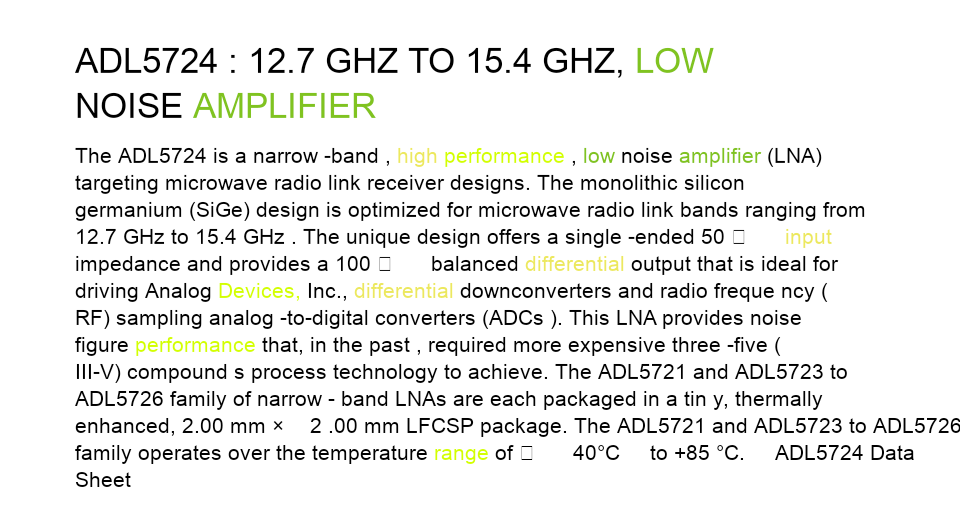 ADL5724 : 12.7 GHZ TO 15.4 GHZ, LOW
NOISE AMPLIFIER
The ADL5724 is a narrow -band , high performance , low noise amplifier (LNA)
targeting microwave radio link receiver designs. The monolithic silicon
germanium (SiGe) design is optimized for microwave radio link bands ranging from
12.7 GHz to 15.4 GHz . The unique design offers a single -ended 50 □ input
impedance and provides a 100 □ balanced differential output that is ideal for
driving Analog Devices, Inc., differential downconverters and radio freque ncy (
RF) sampling analog -to-digital converters (ADCs ). This LNA provides noise
figure performance that, in the past , required more expensive three -five (
III-V) compound s process technology to achieve. The ADL5721 and ADL5723 to
ADL5726 family of narrow - band LNAs are each packaged in a tin y, thermally
enhanced, 2.00 mm × 2 .00 mm LFCSP package. The ADL5721 and ADL5723 to ADL5726
family operates over the temperature range of □ 40°C to +85 °C. ADL5724 Data
Sheet